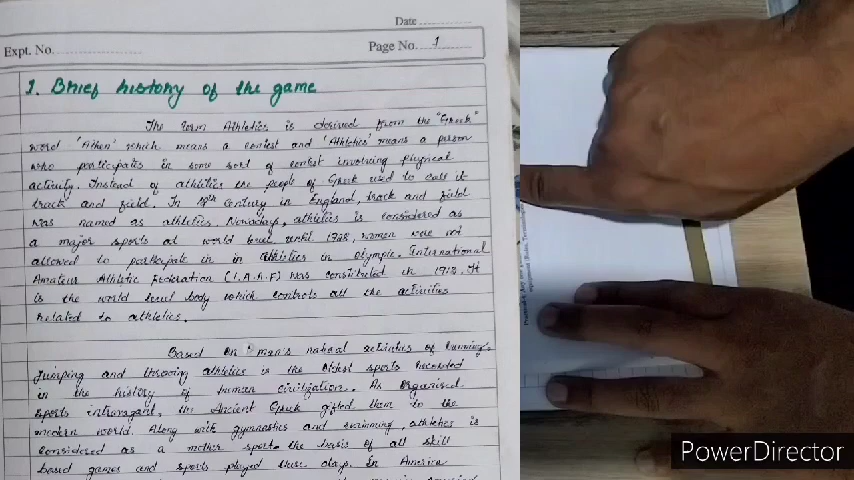 Date
Expt. No.
Page No. 1
1. Brief history of the game
The term Athletics is derived from the "Greek"
word 'Athlon' which means a contest and 'Athletics' means a person
who participates in some sort of contest involving physical
activity. Instead of athletics the people of Greek used to call it
track and field. In 19th century in England, track and field
was named as athletics. Nowadays, athletics is considered as
a major sports at world level until 1928, women were not
allowed to participate in in athletics in olympic. International
Amateur Athletic Federation (I.A.A.F) was constituted in 1912. It
is the world level body which controls all the activities
Related to athletics.
Based on man's natural activities of Running,
Jumping and throwing athletics is the oldest sports Recorded
in the history of human civilization. As Organised
Sports the Ancient Greek gifted them to the
modern world. Along with gymnastics and swimming, athletics is
Considered as a mother sport the basis of all skill
based games and sports played these days. In America
PowerDirector